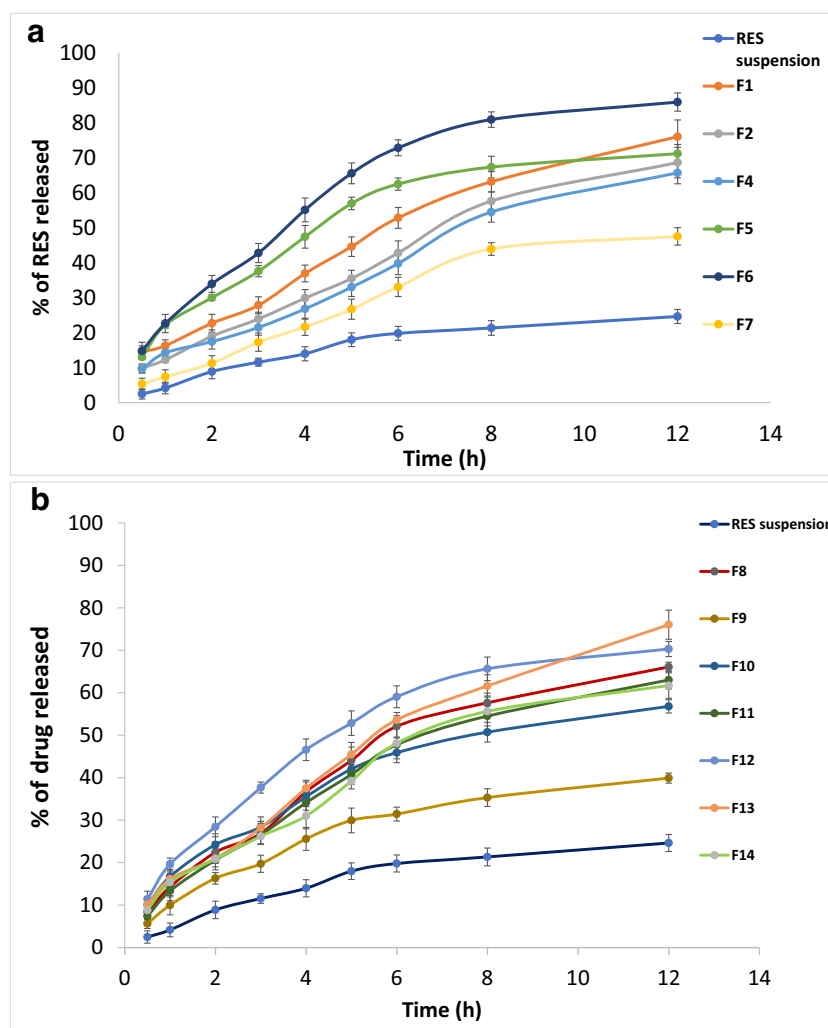 a
% of RES released
100
90
80
70
60
50
40
30
20
10
0
0
2
4
6
8
10
12
14
Time (h)
RES
suspension
F1
F2
F4
F5
F6
F7
b
% of drug released
100
90
80
70
60
50
40
30
20
10
0
0
2
4
6
8
10
12
14
Time (h)
RES suspension
F8
F9
F10
F11
F12
F13
F14